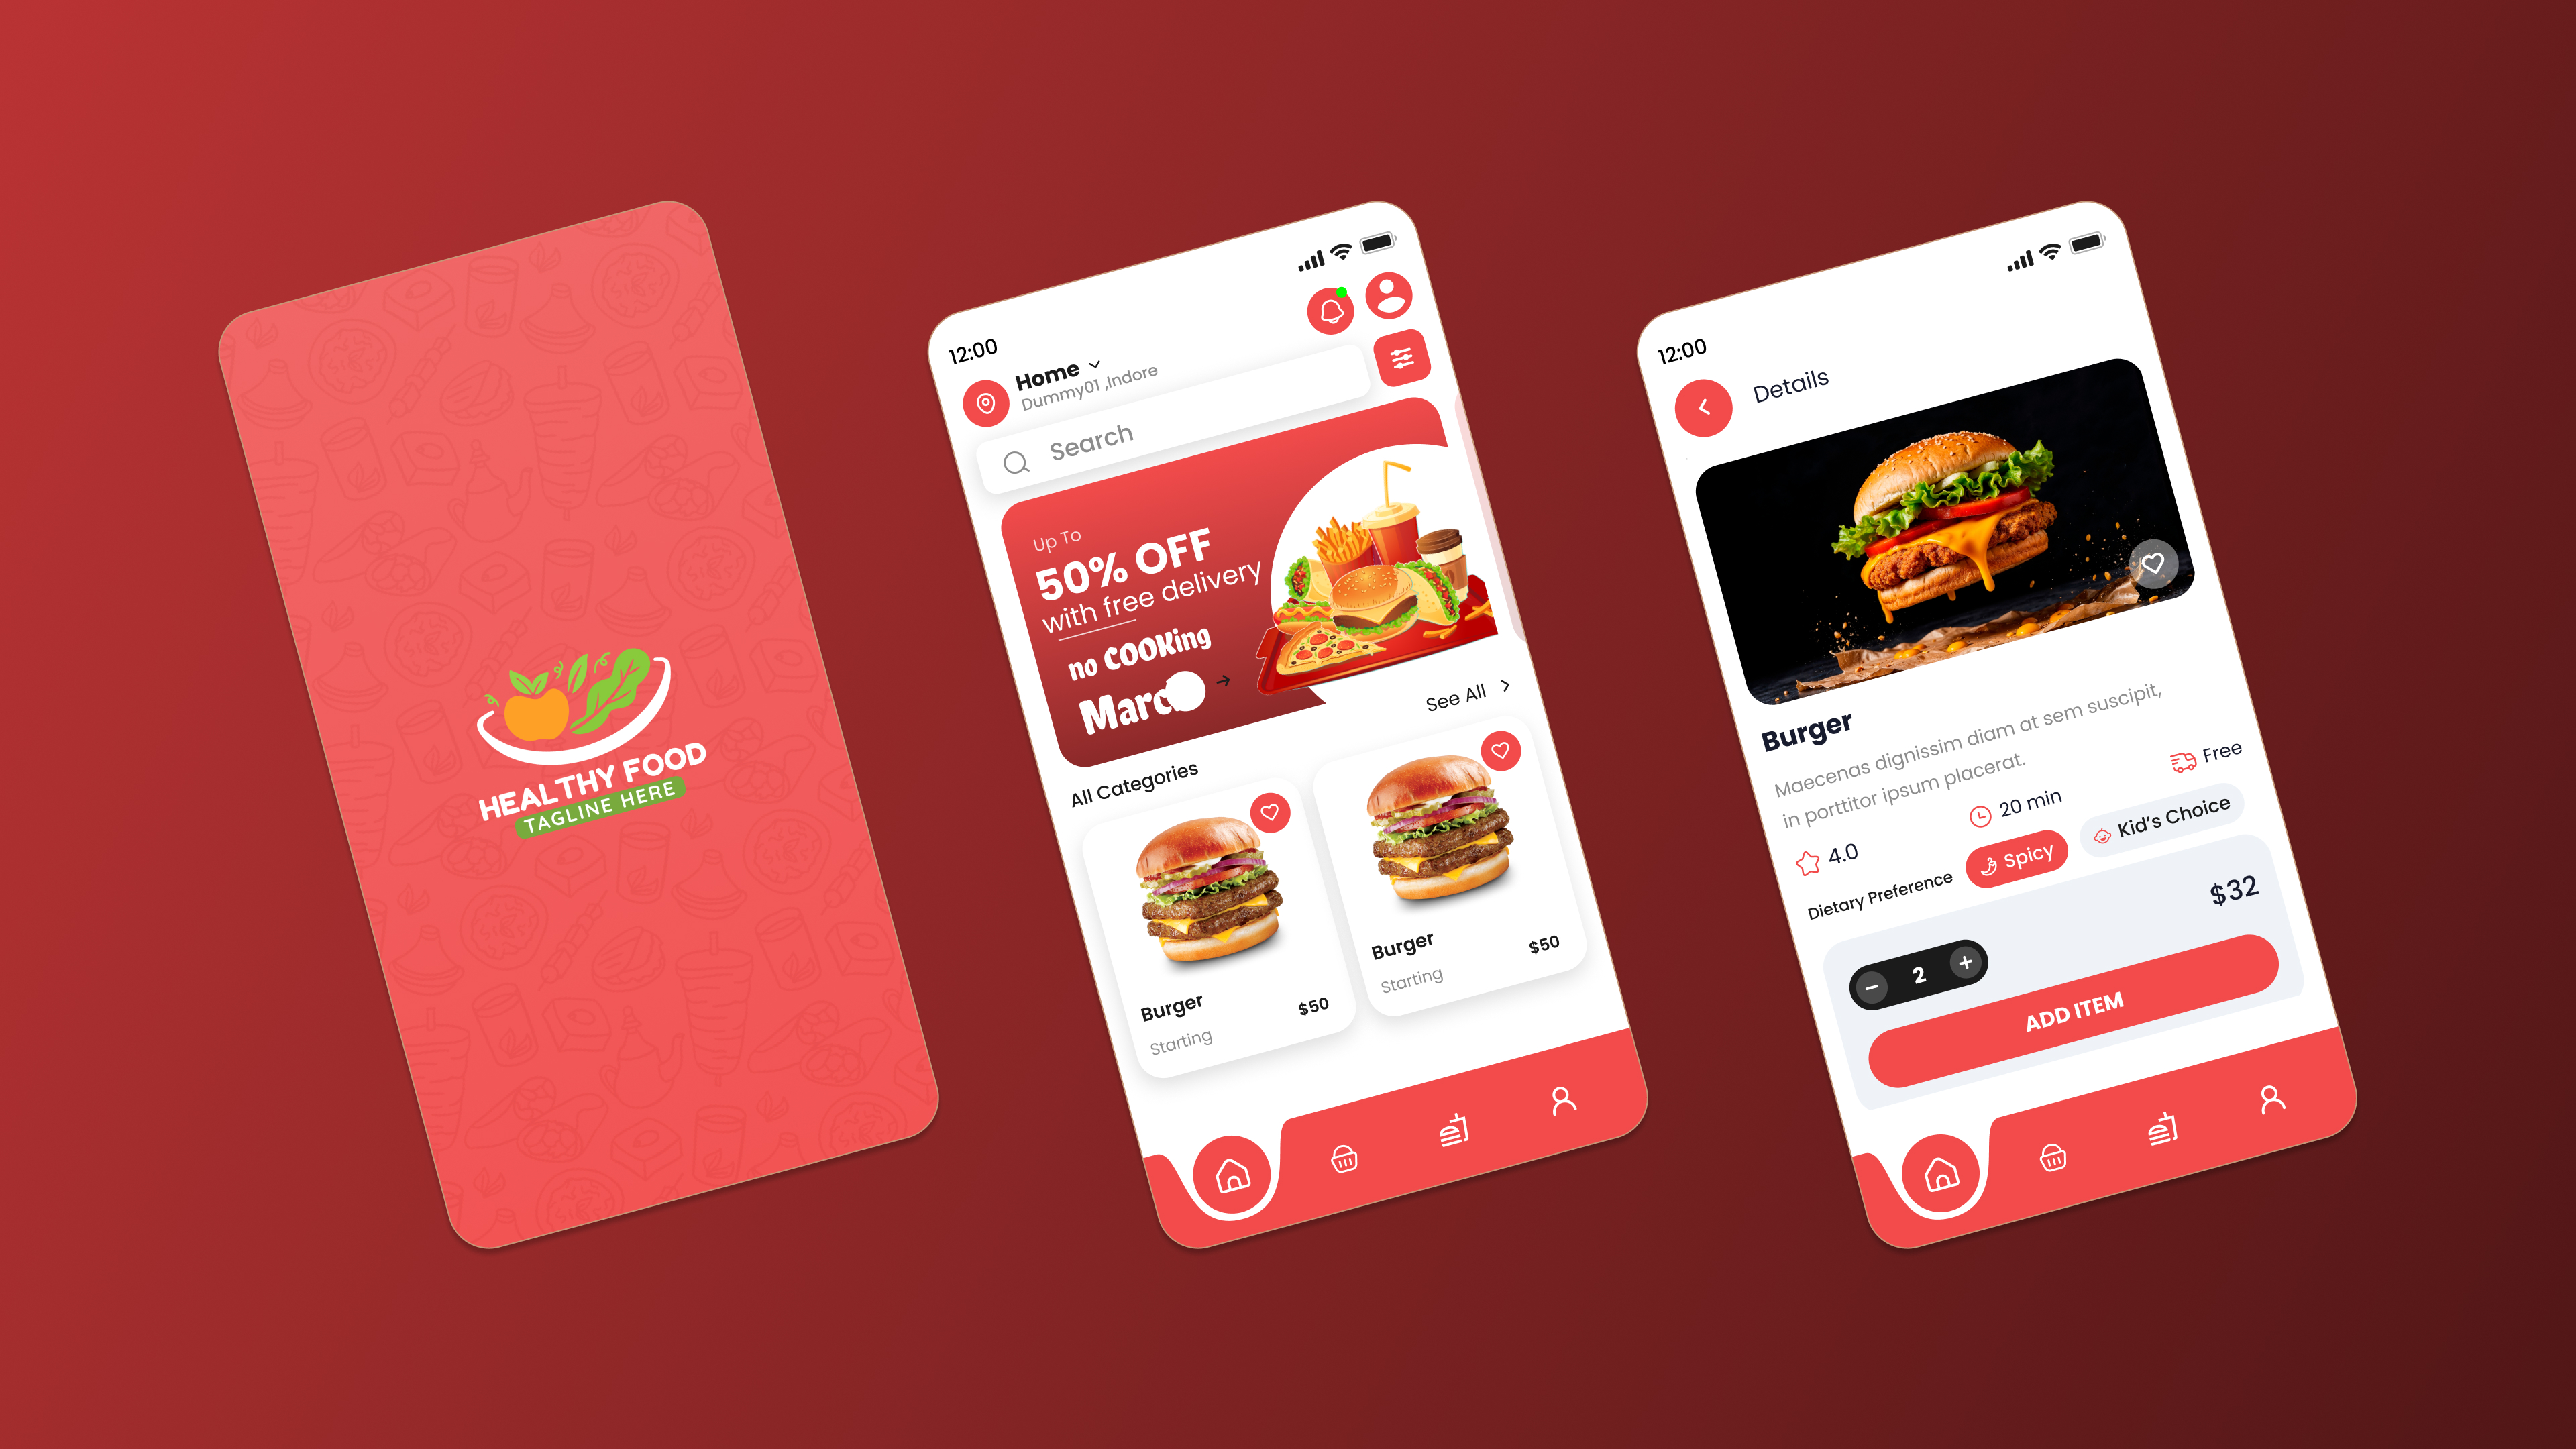 HEALTHY FOOD
TAGLINE HERE
12:00
Home
Dummy01 ,Indore
Search
Up To
50% OFF
with free delivery
no COOKing
All Categories
See All
Burger
Starting
$50
Burger
Starting
$50
12:00
Details
Burger
Maecenas dignissim diam at sem suscipit,
in porttitor ipsum placerat.
4.0
20 min
Free
Dietary Preference
Spicy
Kid's Choice
2
$32
ADD ITEM